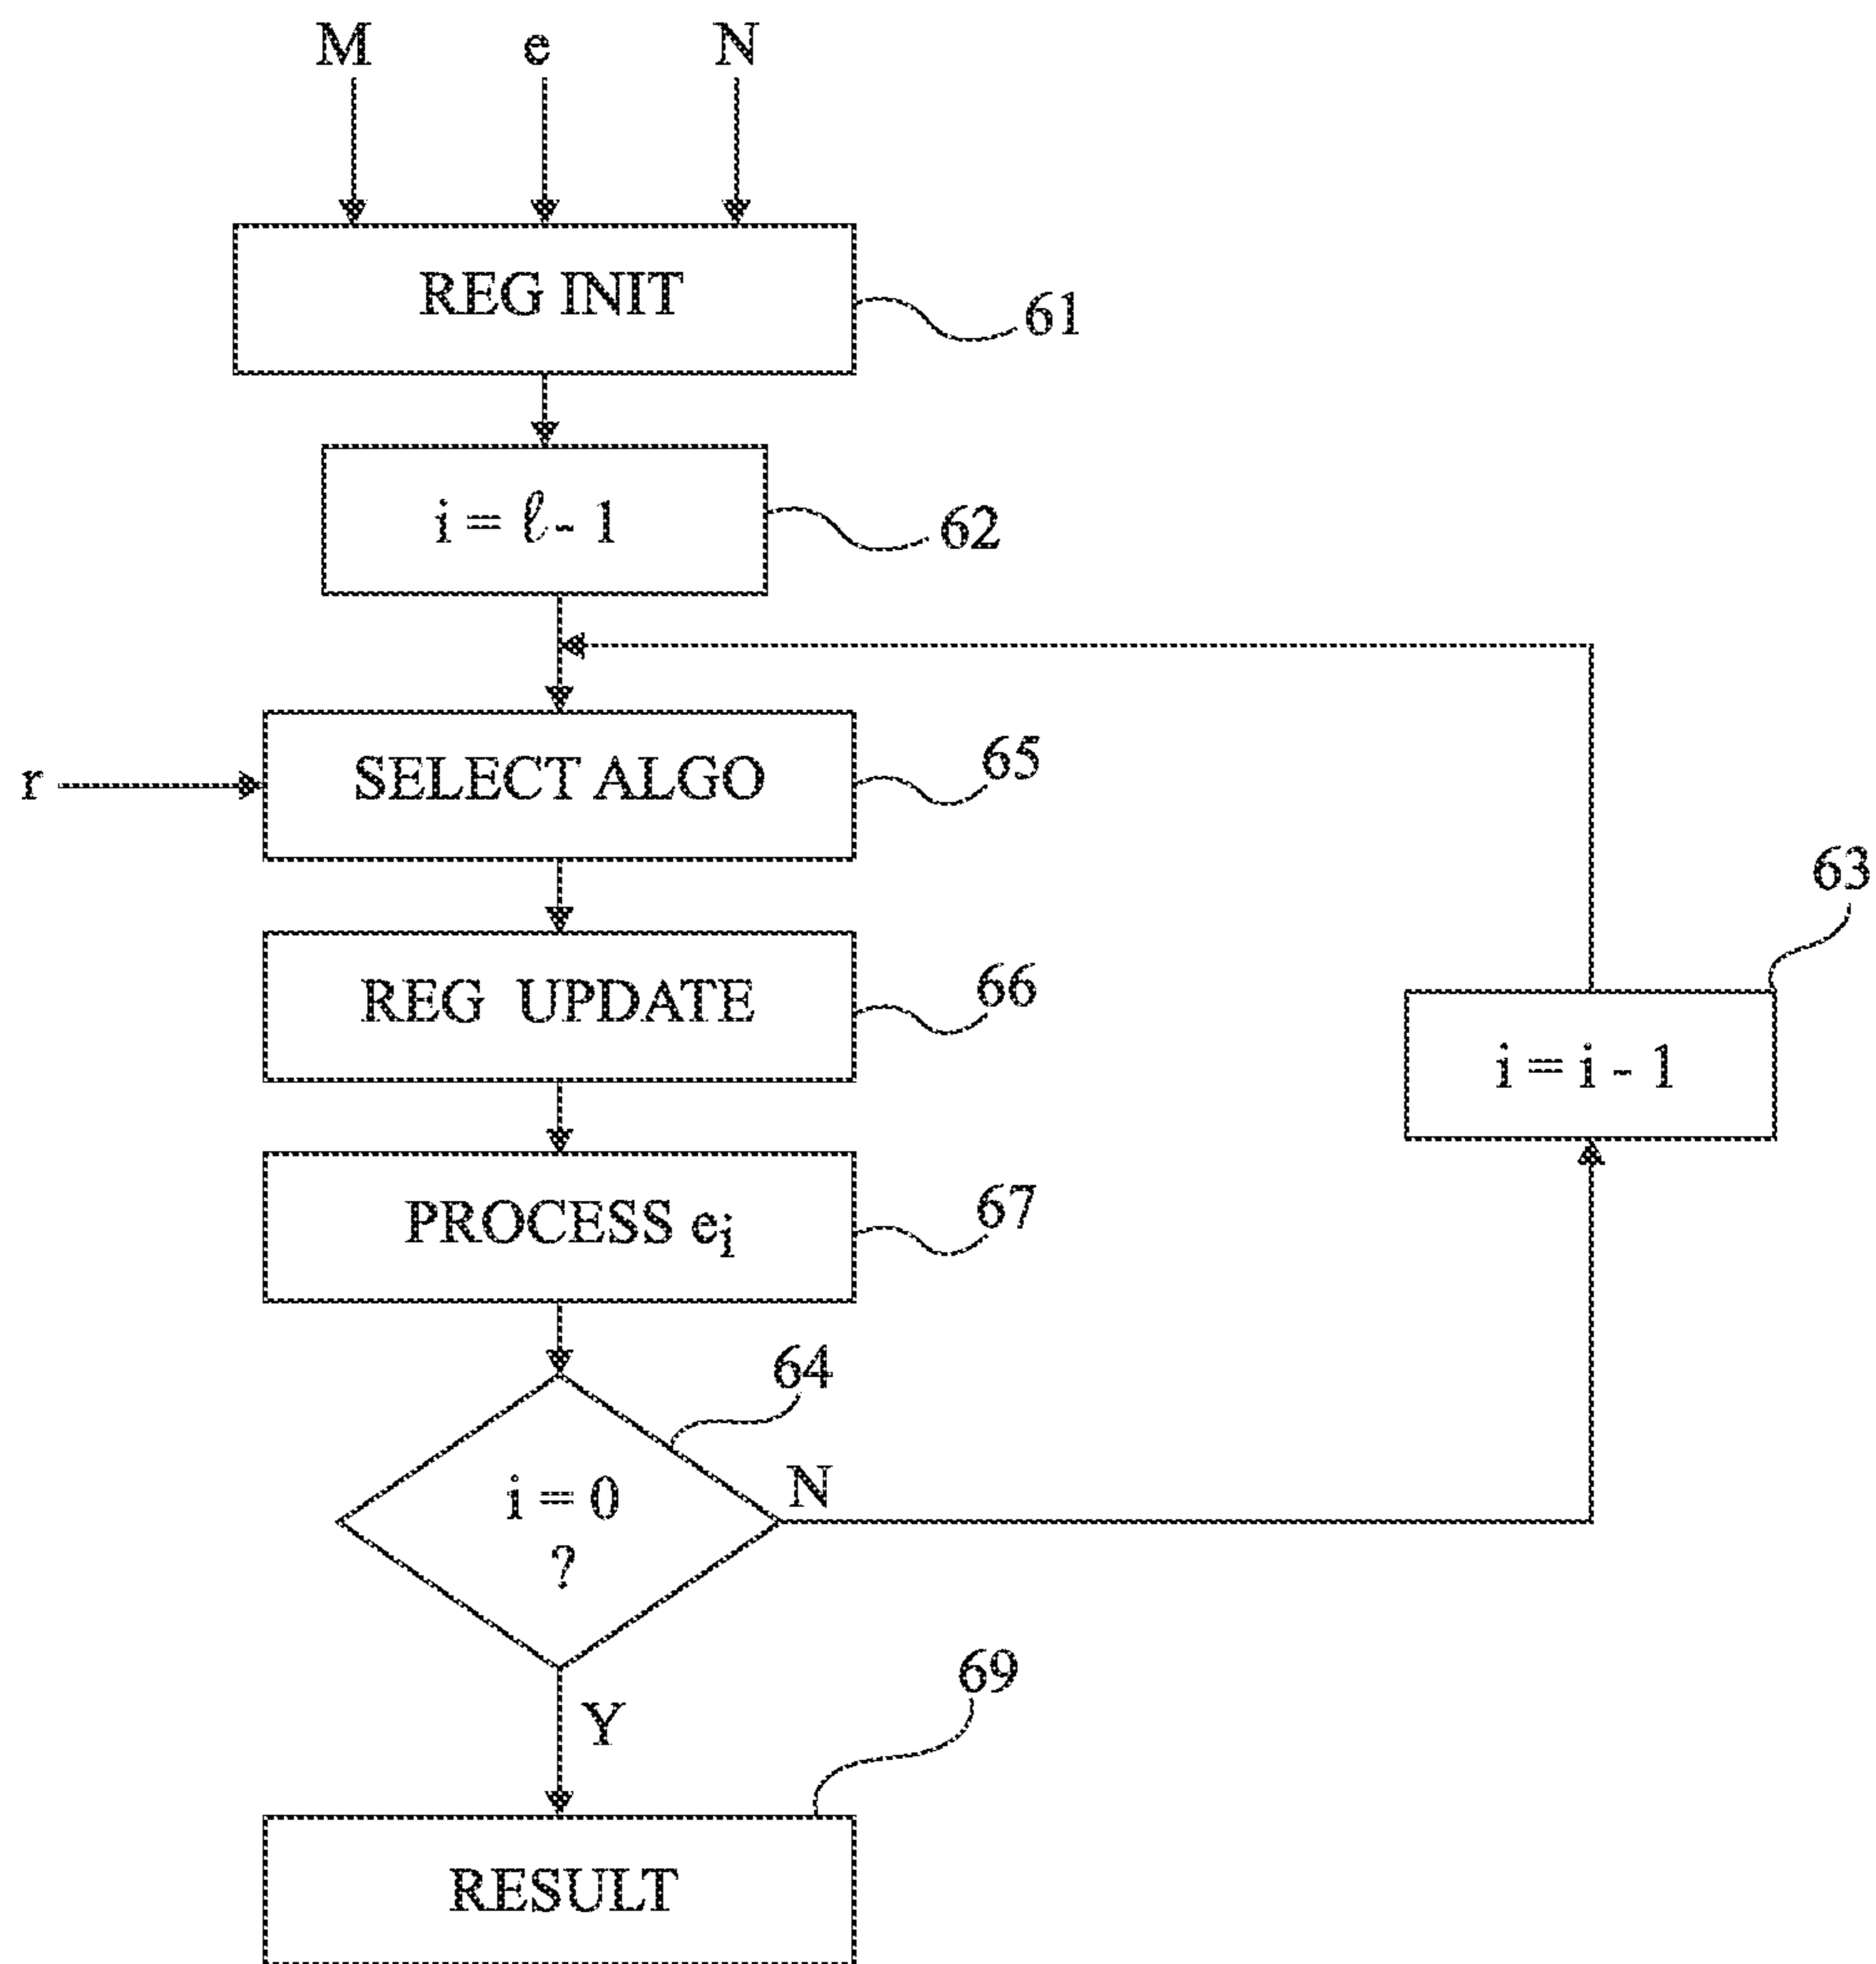 M e N
REG INIT
61
i = ℓ - 1
62
r
SELECT ALGO
65
63
REG UPDATE
66
i = i - 1
PROCESS eᵢ
67
64
i = 0
?
N
69
Y
RESULT